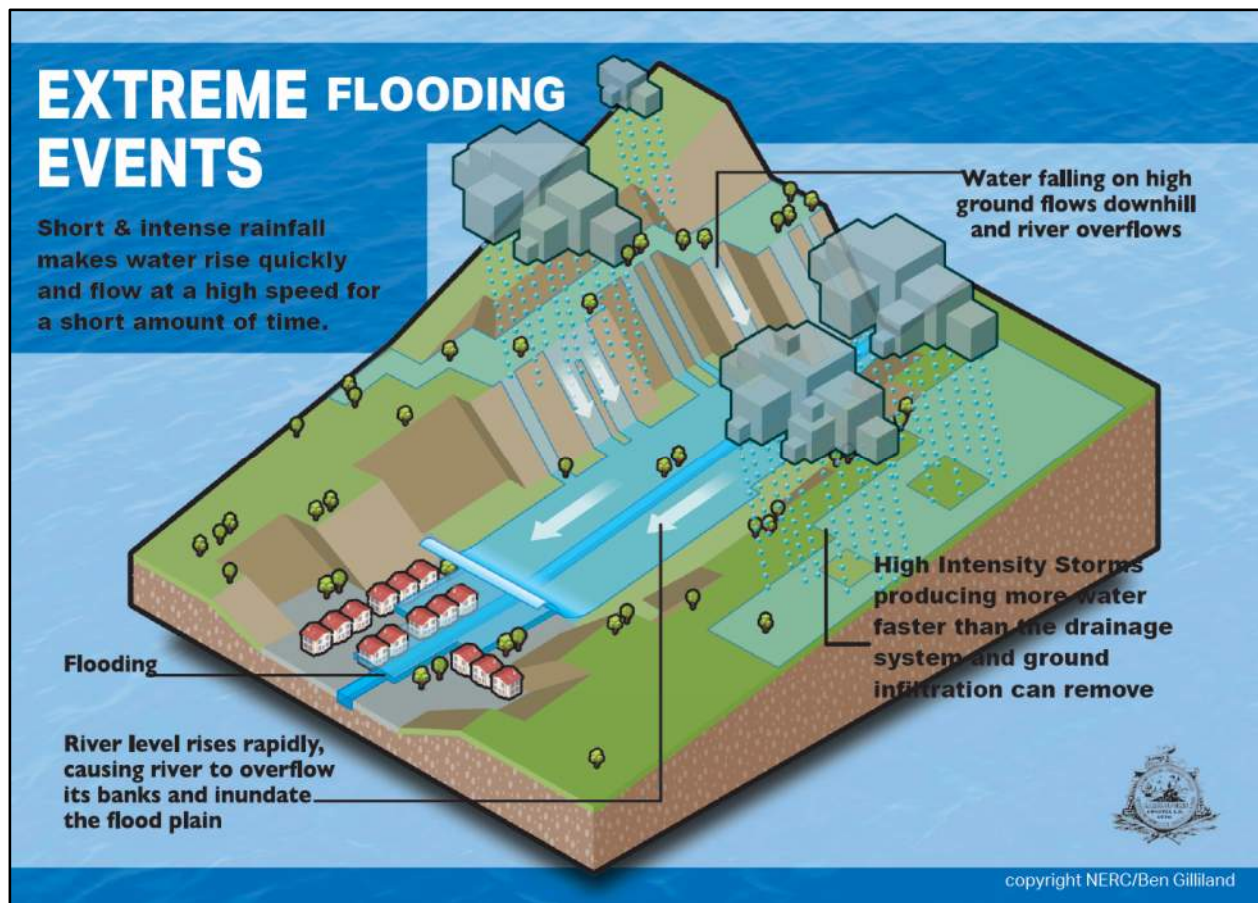 EXTREME FLOODING
EVENTS
Short & intense rainfall
makes water rise quickly
and flow at a high speed for
a short amount of time.
Water falling on high
ground flows downhill
and river overflows
High Intensity Storms
producing more water
faster than the drainage
system and ground
infiltration can remove
Flooding
River level rises rapidly,
causing river to overflow
its banks and inundate
the flood plain
copyright NERC/Ben Gilliland